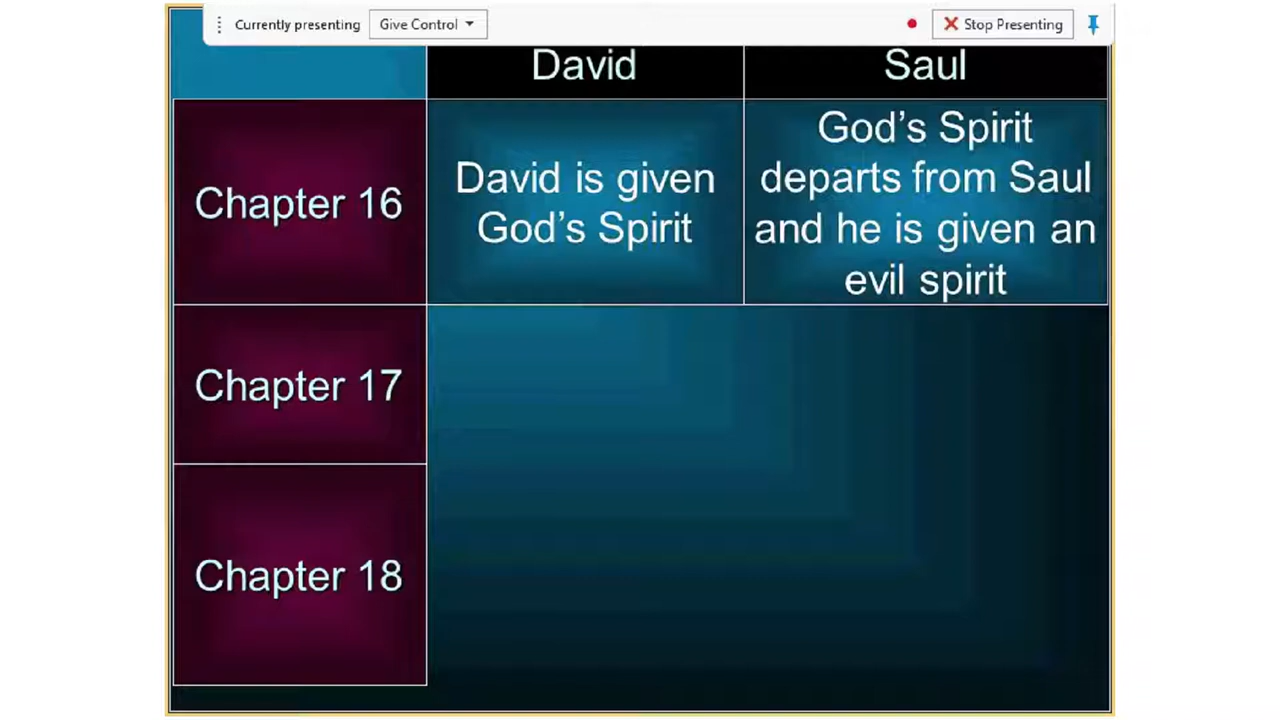 Currently presenting
Give Control
Stop Presenting
David
Saul
Chapter 16
David is given
God’s Spirit
God’s Spirit
departs from Saul
and he is given an
evil spirit
Chapter 17
Chapter 18